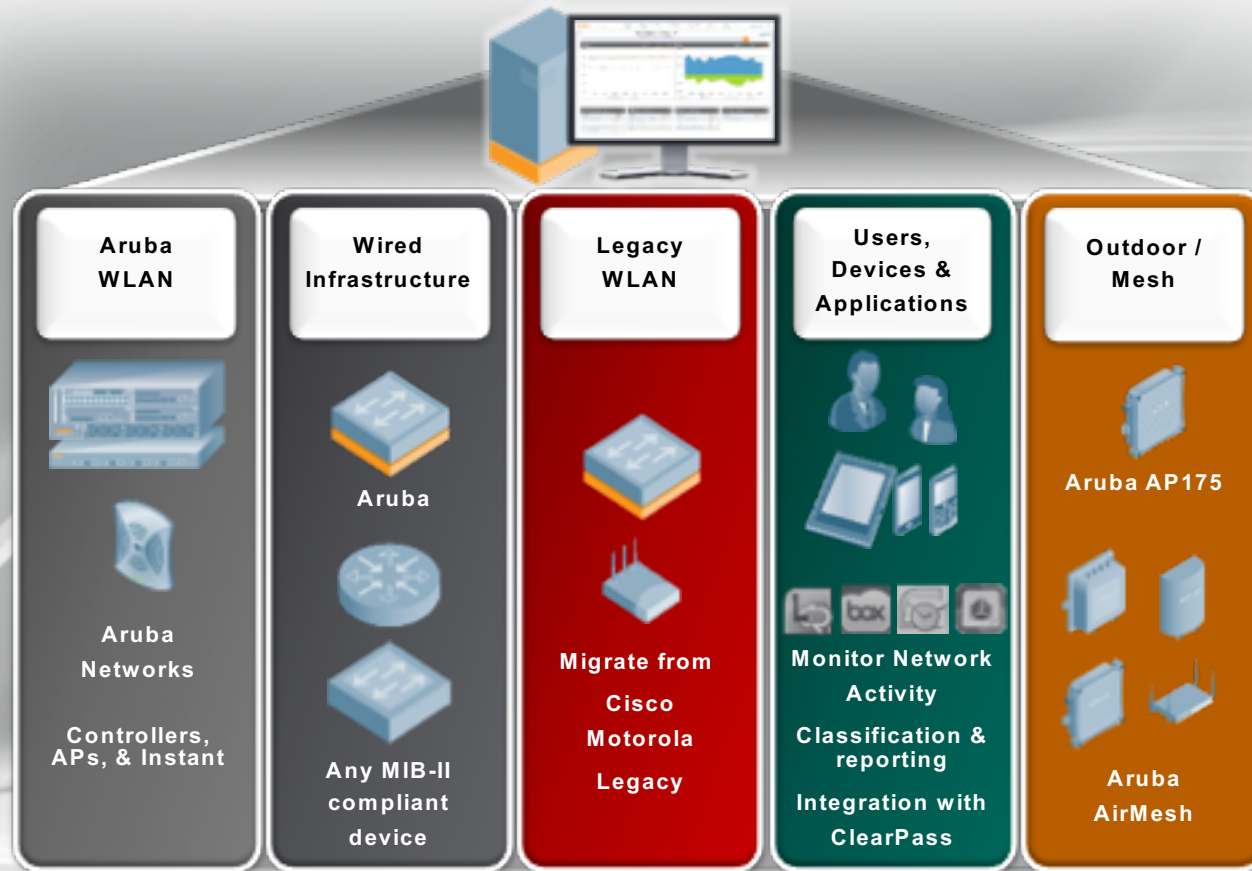 Aruba
WLAN
Aruba
Networks
Controllers,
APs, & Instant
Wired
Infrastructure
Aruba
Any MIB-II
compliant
device
Legacy
WLAN
Migrate from
Cisco
Motorola
Legacy
Users,
Devices &
Applications
box
Monitor Network
Activity
Classification &
reporting
Integration with
ClearPass
Outdoor /
Mesh
Aruba AP175
Aruba
AirMesh